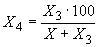 X₄ = X₃ · 100 / (X + X₃)